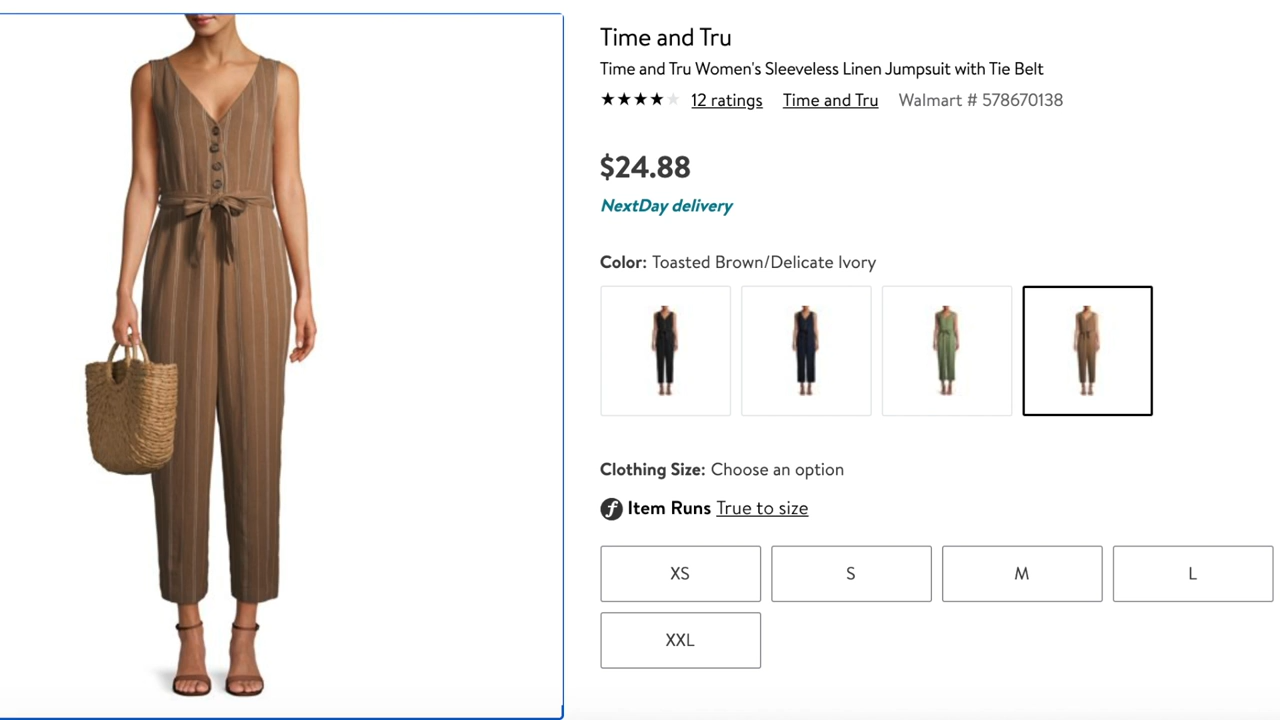 Time and Tru
Time and Tru Women's Sleeveless Linen Jumpsuit with Tie Belt
12 ratings Time and Tru Walmart # 578670138
$24.88
NextDay delivery
Color: Toasted Brown/Delicate Ivory
Clothing Size: Choose an option
Item Runs True to size
XS S M L
XXL